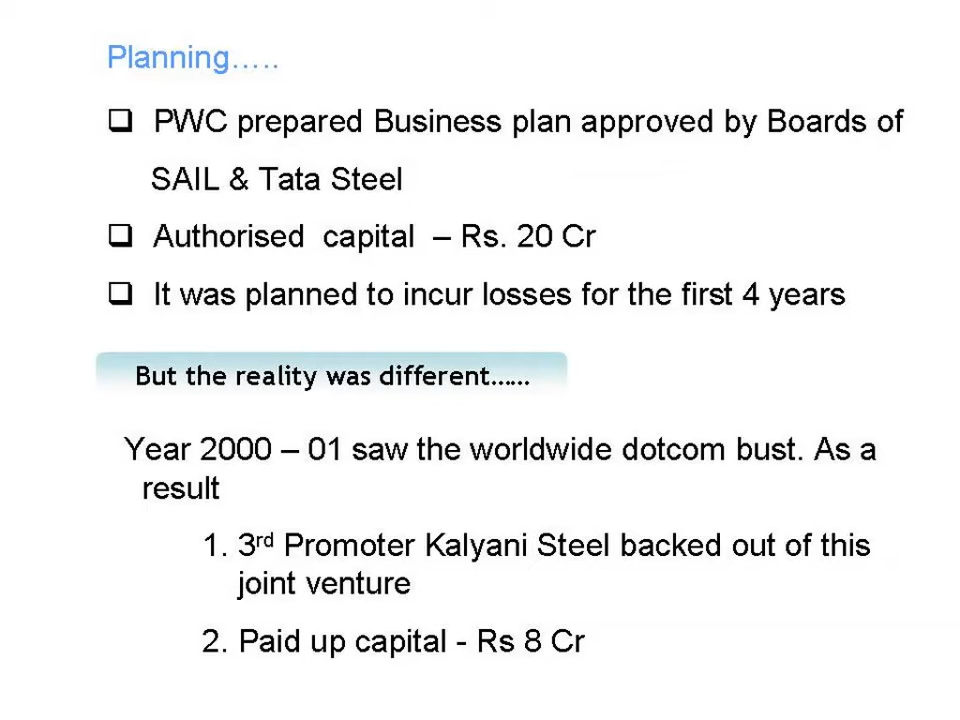 Planning…..
❑ PWC prepared Business plan approved by Boards of
SAIL & Tata Steel
❑ Authorised capital – Rs. 20 Cr
❑ It was planned to incur losses for the first 4 years
But the reality was different......
Year 2000 – 01 saw the worldwide dotcom bust. As a
result
1. 3rd Promoter Kalyani Steel backed out of this
joint venture
2. Paid up capital - Rs 8 Cr